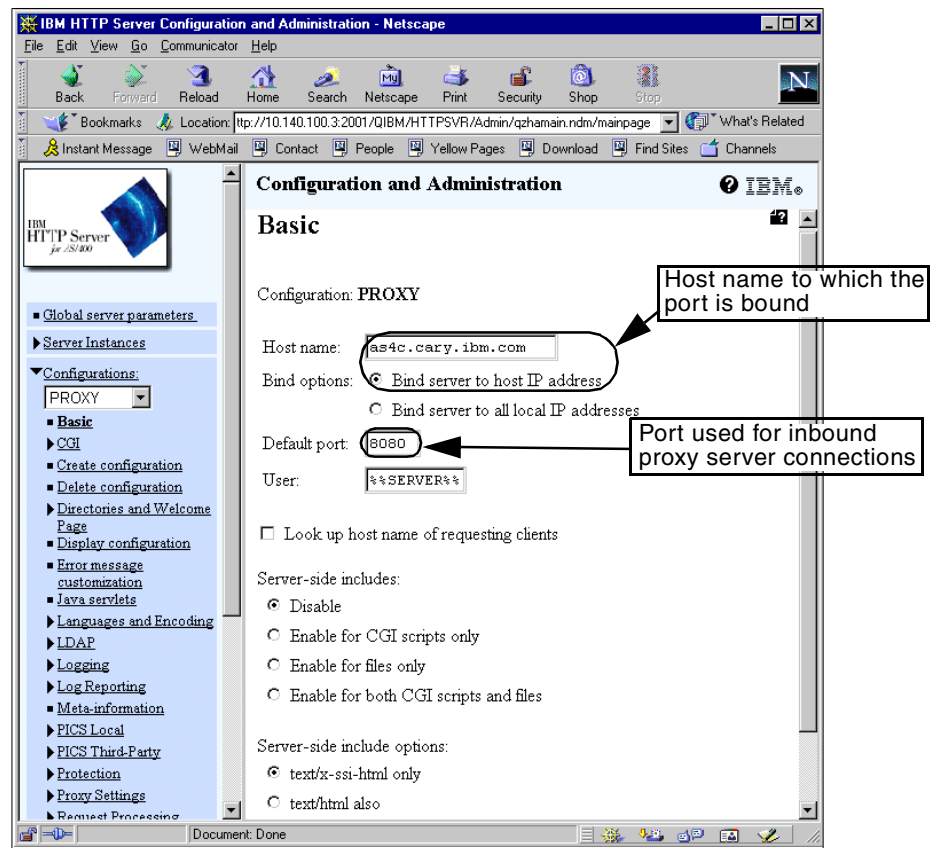 IBM HTTP Server Configuration and Administration - Netscape
File Edit View Go Communicator Help
Back Forward Reload Home Search Netscape Print Security Shop Stop
My
N
Bookmarks Location: ttp://10.140.100.3:2001/QIBM/HTTPSVR/Admin/qzhamain.ndm/mainpage What's Related
Instant Message WebMail Contact People Yellow Pages Download Find Sites Channels
IBM
HTTP Server
for AS/400
Global server parameters
Server Instances
Configurations:
PROXY
Basic
CGI
Create configuration
Delete configuration
Directories and Welcome
Page
Display configuration
Error message
customization
Java servlets
Languages and Encoding
LDAP
Logging
Log Reporting
Meta-information
PICS Local
PICS Third-Party
Protection
Proxy Settings
Request Processing
Configuration and Administration
? IBM®
Basic
?
Configuration: PROXY
Host name: as4c.cary.ibm.com
Bind options: Bind server to host IP address
Bind server to all local IP addresses
Default port: 8080
User: %%SERVER%%
Look up host name of requesting clients
Server-side includes:
Disable
Enable for CGI scripts only
Enable for files only
Enable for both CGI scripts and files
Server-side include options:
text/x-ssi-html only
text/html also
Host name to which the
port is bound
Port used for inbound
proxy server connections
Document: Done